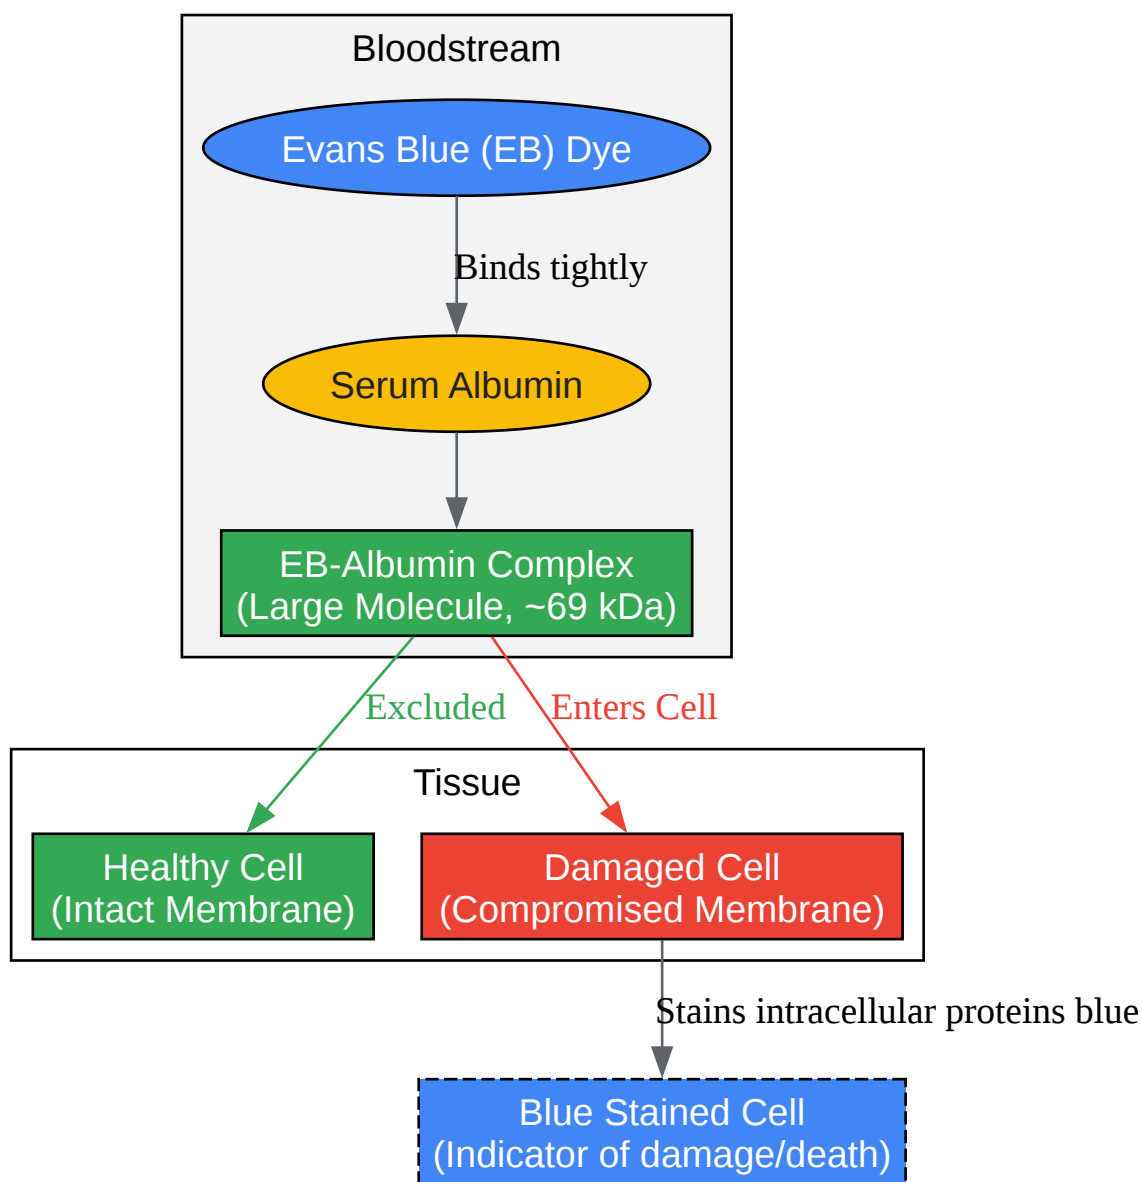 Bloodstream
Evans Blue (EB) Dye
Binds tightly
Serum Albumin
EB-Albumin Complex
(Large Molecule, ~69 kDa)
Excluded
Enters Cell
Tissue
Healthy Cell
(Intact Membrane)
Damaged Cell
(Compromised Membrane)
Stains intracellular proteins blue
Blue Stained Cell
(Indicator of damage/death)